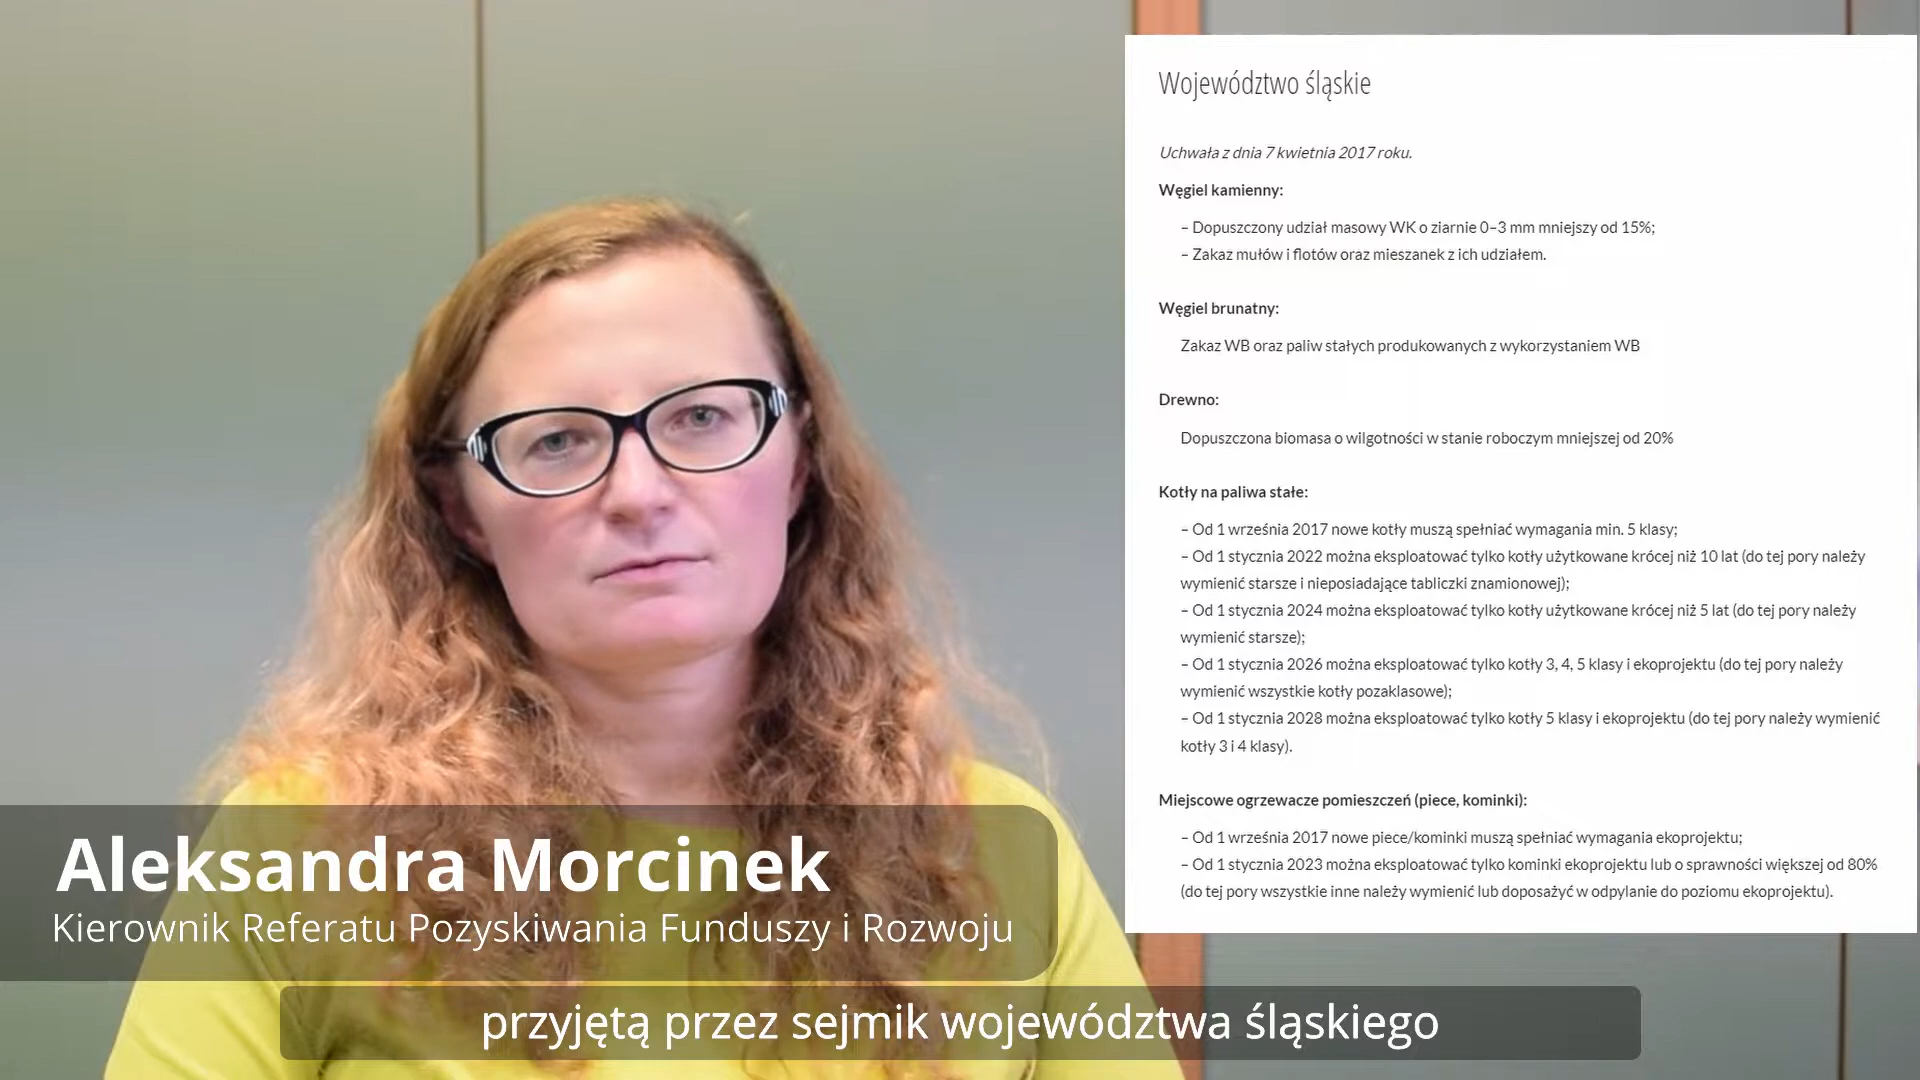 Województwo śląskie
Uchwała z dnia 7 kwietnia 2017 roku.
Węgiel kamienny:
– Dopuszczony udział masowy WK o ziarnie 0–3 mm mniejszy od 15%;
– Zakaz mułów i flotów oraz mieszanek z ich udziałem.
Węgiel brunatny:
Zakaz WB oraz paliw stałych produkowanych z wykorzystaniem WB
Drewno:
Dopuszczona biomasa o wilgotności w stanie roboczym mniejszej od 20%
Kotły na paliwa stałe:
– Od 1 września 2017 nowe kotły muszą spełniać wymagania min. 5 klasy;
– Od 1 stycznia 2022 można eksploatować tylko kotły użytkowane krócej niż 10 lat (do tej pory należy
wymienić starsze i nieposiadające tabliczki znamionowej);
– Od 1 stycznia 2024 można eksploatować tylko kotły użytkowane krócej niż 5 lat (do tej pory należy
wymienić starsze);
– Od 1 stycznia 2026 można eksploatować tylko kotły 3, 4, 5 klasy i ekoprojektu (do tej pory należy
wymienić wszystkie kotły pozaklasowe);
– Od 1 stycznia 2028 można eksploatować tylko kotły 5 klasy i ekoprojektu (do tej pory należy wymienić
kotły 3 i 4 klasy).
Miejscowe ogrzewacze pomieszczeń (piece, kominki):
– Od 1 września 2017 nowe piece/kominki muszą spełniać wymagania ekoprojektu;
– Od 1 stycznia 2023 można eksploatować tylko kominki ekoprojektu lub o sprawności większej od 80%
(do tej pory wszystkie inne należy wymienić lub doposażyć w odpylanie do poziomu ekoprojektu).
Aleksandra Morcinek
Kierownik Referatu Pozyskiwania Funduszy i Rozwoju
przyjętą przez sejmik województwa śląskiego